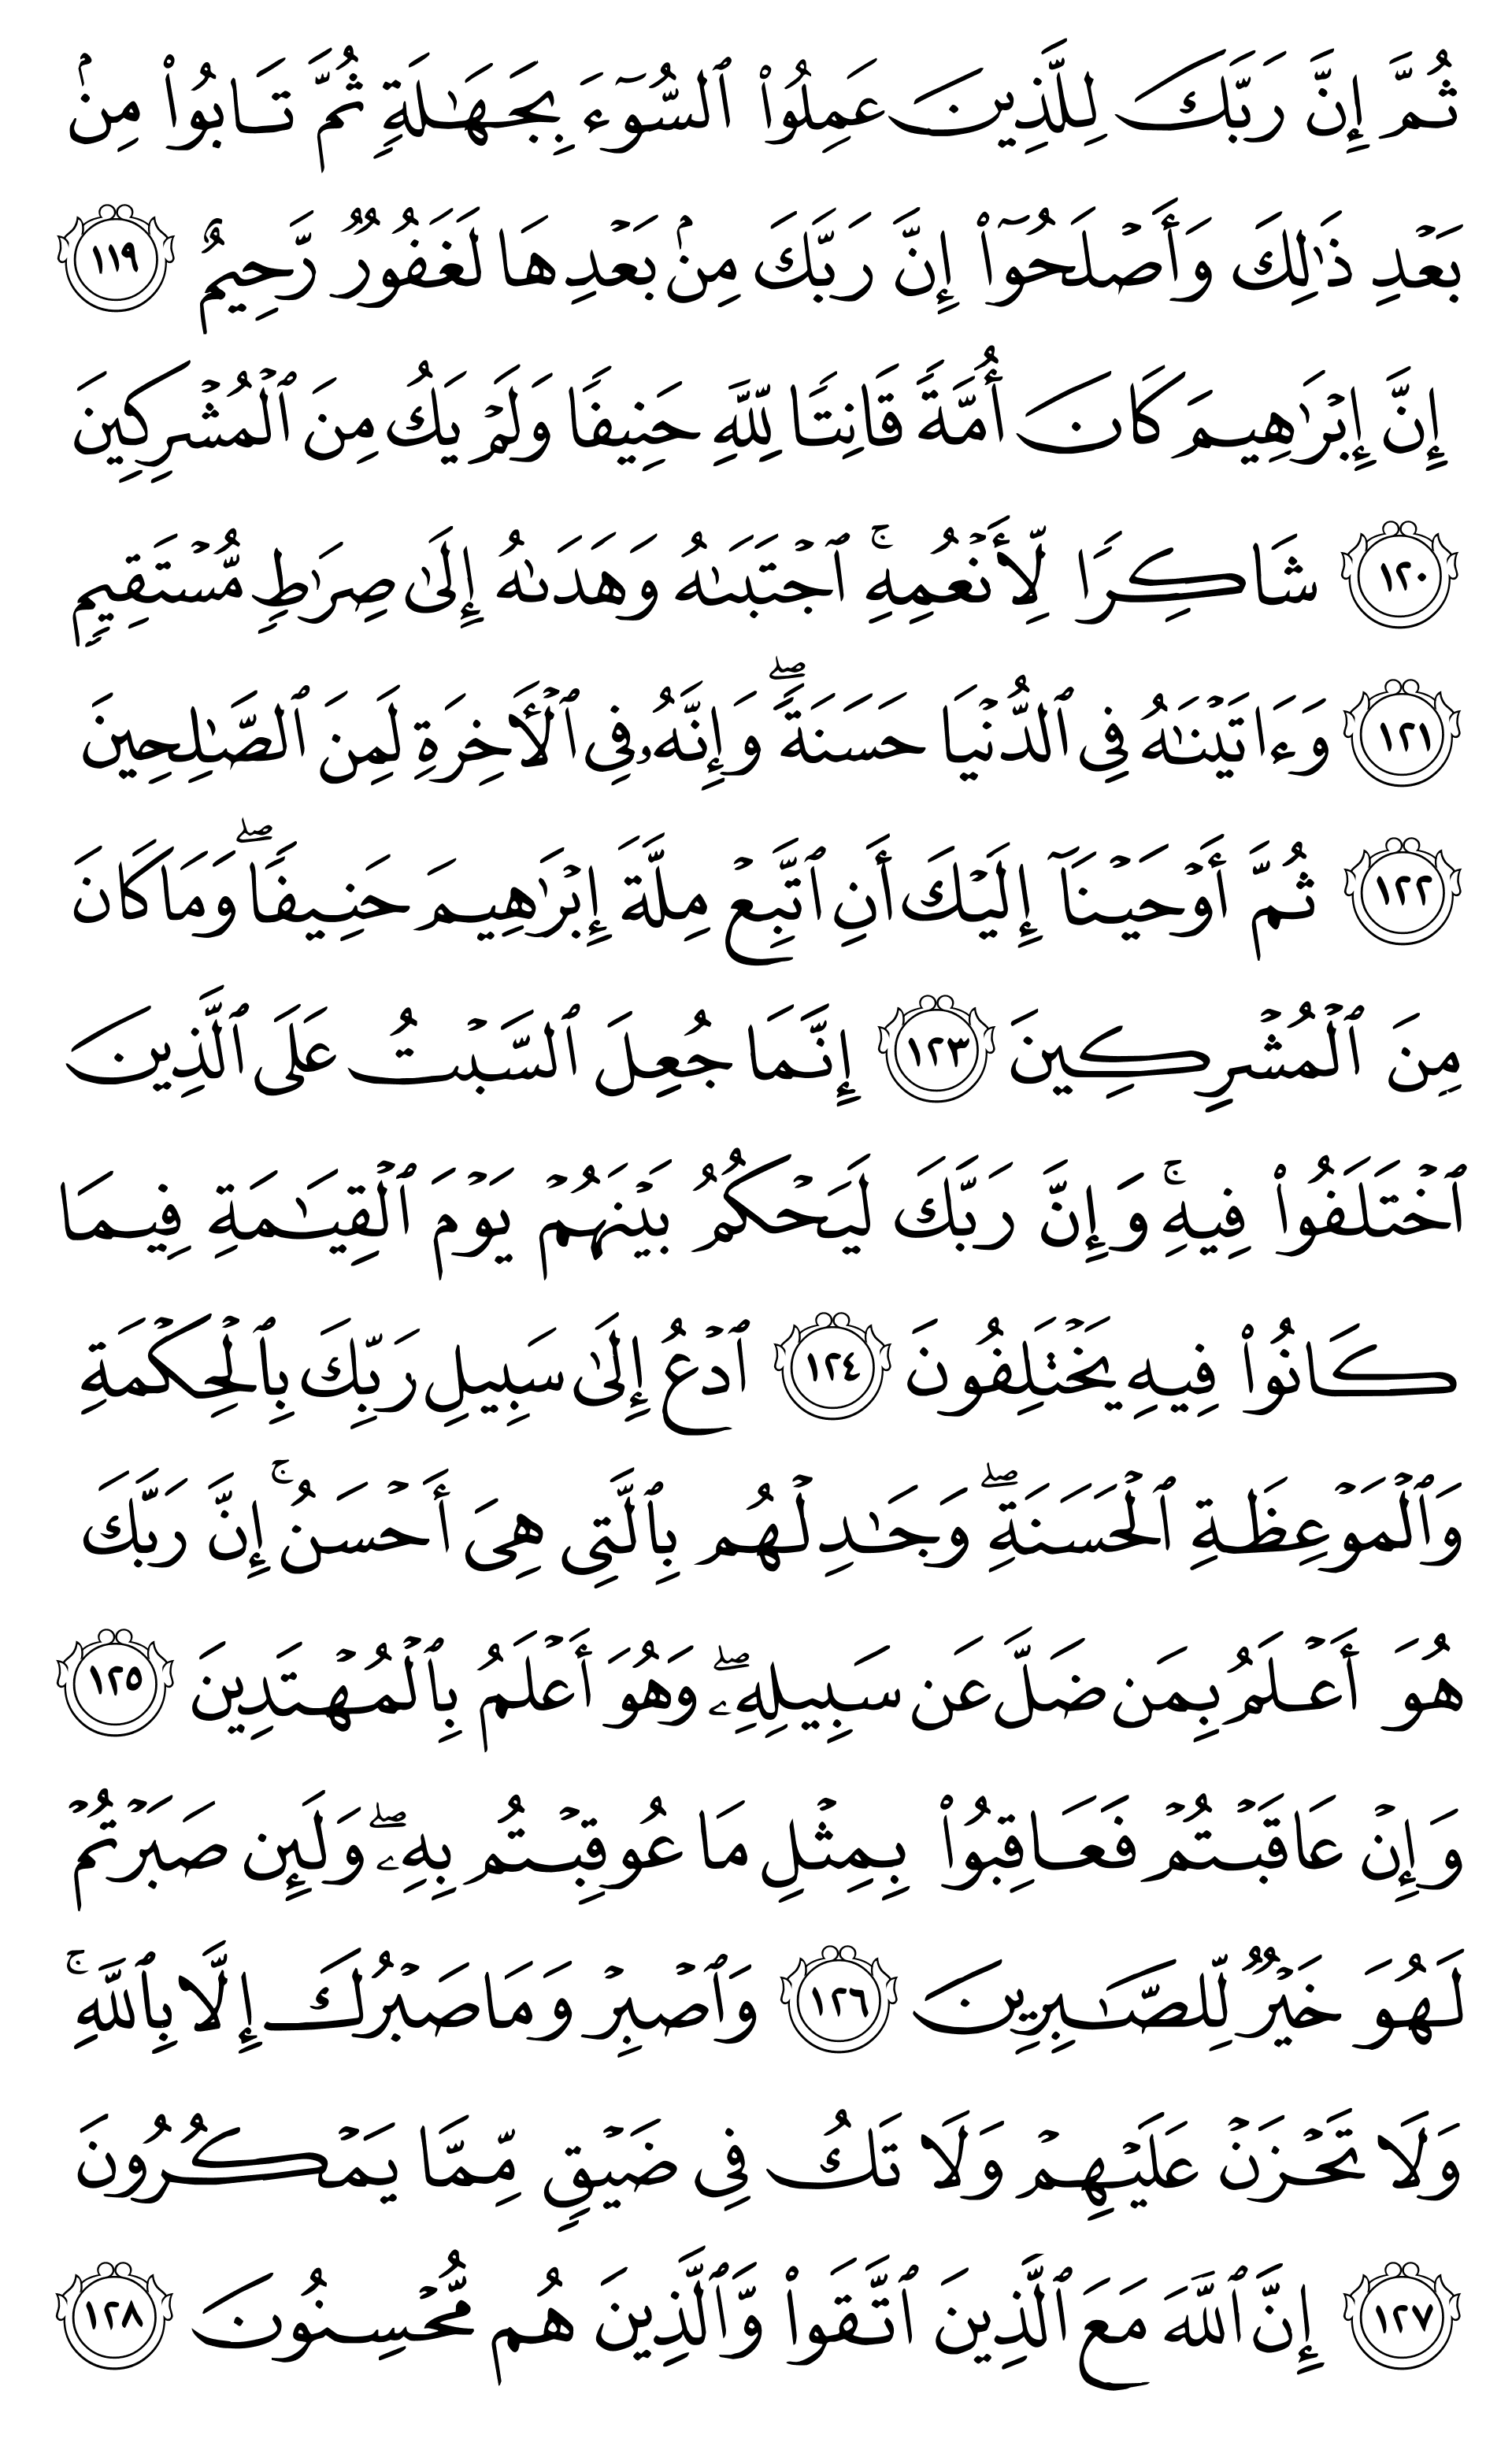 ثُمَّ إِنَّ رَبَّكَ لِلَّذِينَ عَمِلُوا۟ ٱلسُّوٓءَ بِجَهَـٰلَةٍ ثُمَّ تَابُوا۟ مِنۢ
بَعْدِ ذَٰلِكَ وَأَصْلَحُوٓا۟ إِنَّ رَبَّكَ مِنۢ بَعْدِهَا لَغَفُورٌ رَّحِيمٌ ١١٩
إِنَّ إِبْرَٰهِيمَ كَانَ أُمَّةً قَانِتًا لِّلَّهِ حَنِيفًا وَلَمْ يَكُ مِنَ ٱلْمُشْرِكِينَ
١٢٠ شَاكِرًا لِّأَنْعُمِهِ ۚ ٱجْتَبَىٰهُ وَهَدَىٰهُ إِلَىٰ صِرَٰطٍ مُّسْتَقِيمٍ
١٢١ وَءَاتَيْنَـٰهُ فِى ٱلدُّنْيَا حَسَنَةً ۖ وَإِنَّهُۥ فِى ٱلْـَٔاخِرَةِ لَمِنَ ٱلصَّـٰلِحِينَ
١٢٢ ثُمَّ أَوْحَيْنَآ إِلَيْكَ أَنِ ٱتَّبِعْ مِلَّةَ إِبْرَٰهِيمَ حَنِيفًا ۖ وَمَا كَانَ
مِنَ ٱلْمُشْرِكِينَ ١٢٣ إِنَّمَا جُعِلَ ٱلسَّبْتُ عَلَى ٱلَّذِينَ
ٱخْتَلَفُوا۟ فِيهِ ۚ وَإِنَّ رَبَّكَ لَيَحْكُمُ بَيْنَهُمْ يَوْمَ ٱلْقِيَـٰمَةِ فِيمَا
كَانُوا۟ فِيهِ يَخْتَلِفُونَ ١٢٤ ٱدْعُ إِلَىٰ سَبِيلِ رَبِّكَ بِٱلْحِكْمَةِ
وَٱلْمَوْعِظَةِ ٱلْحَسَنَةِ ۖ وَجَـٰدِلْهُم بِٱلَّتِى هِىَ أَحْسَنُ ۚ إِنَّ رَبَّكَ
هُوَ أَعْلَمُ بِمَن ضَلَّ عَن سَبِيلِهِۦ ۖ وَهُوَ أَعْلَمُ بِٱلْمُهْتَدِينَ ١٢٥
وَإِنْ عَاقَبْتُمْ فَعَاقِبُوا۟ بِمِثْلِ مَا عُوقِبْتُم بِهِۦ ۖ وَلَئِن صَبَرْتُمْ
لَهُوَ خَيْرٌ لِّلصَّـٰبِرِينَ ١٢٦ وَٱصْبِرْ وَمَا صَبْرُكَ إِلَّا بِٱللَّهِ ۚ
وَلَا تَحْزَنْ عَلَيْهِمْ وَلَا تَكُ فِى ضَيْقٍ مِّمَّا يَمْكُرُونَ
١٢٧ إِنَّ ٱللَّهَ مَعَ ٱلَّذِينَ ٱتَّقَوا۟ وَّٱلَّذِينَ هُم مُّحْسِنُونَ ١٢٨